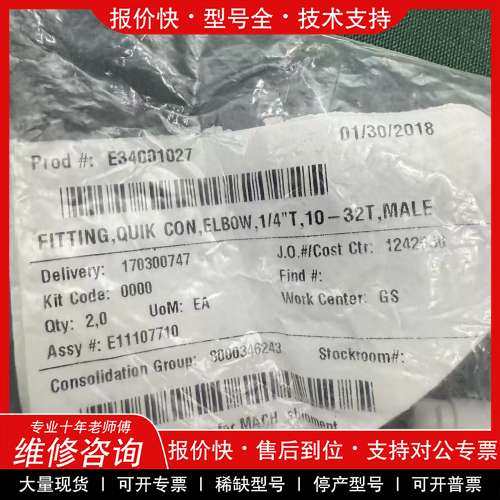 报价快·型号全·技术支持
01/30/2018
Prod #: E34001027
FITTING,QUIK CON,ELBOW,1/4"T,10-32T,MALE
Delivery: 170300747
J.O.#/Cost Ctr:
Kit Code: 0000
Find #:
Qty: 2,0 UoM: EA
Work Center: GS
Assy #: E11107710
Consolidation Group:
Stockroom#:
for MACH
专业十年老师傅
维修咨询
报价快·售后到位·支持对公专票
大量现货 | 可开专票 | 稀缺型号 | 停产型号 | 可开普票